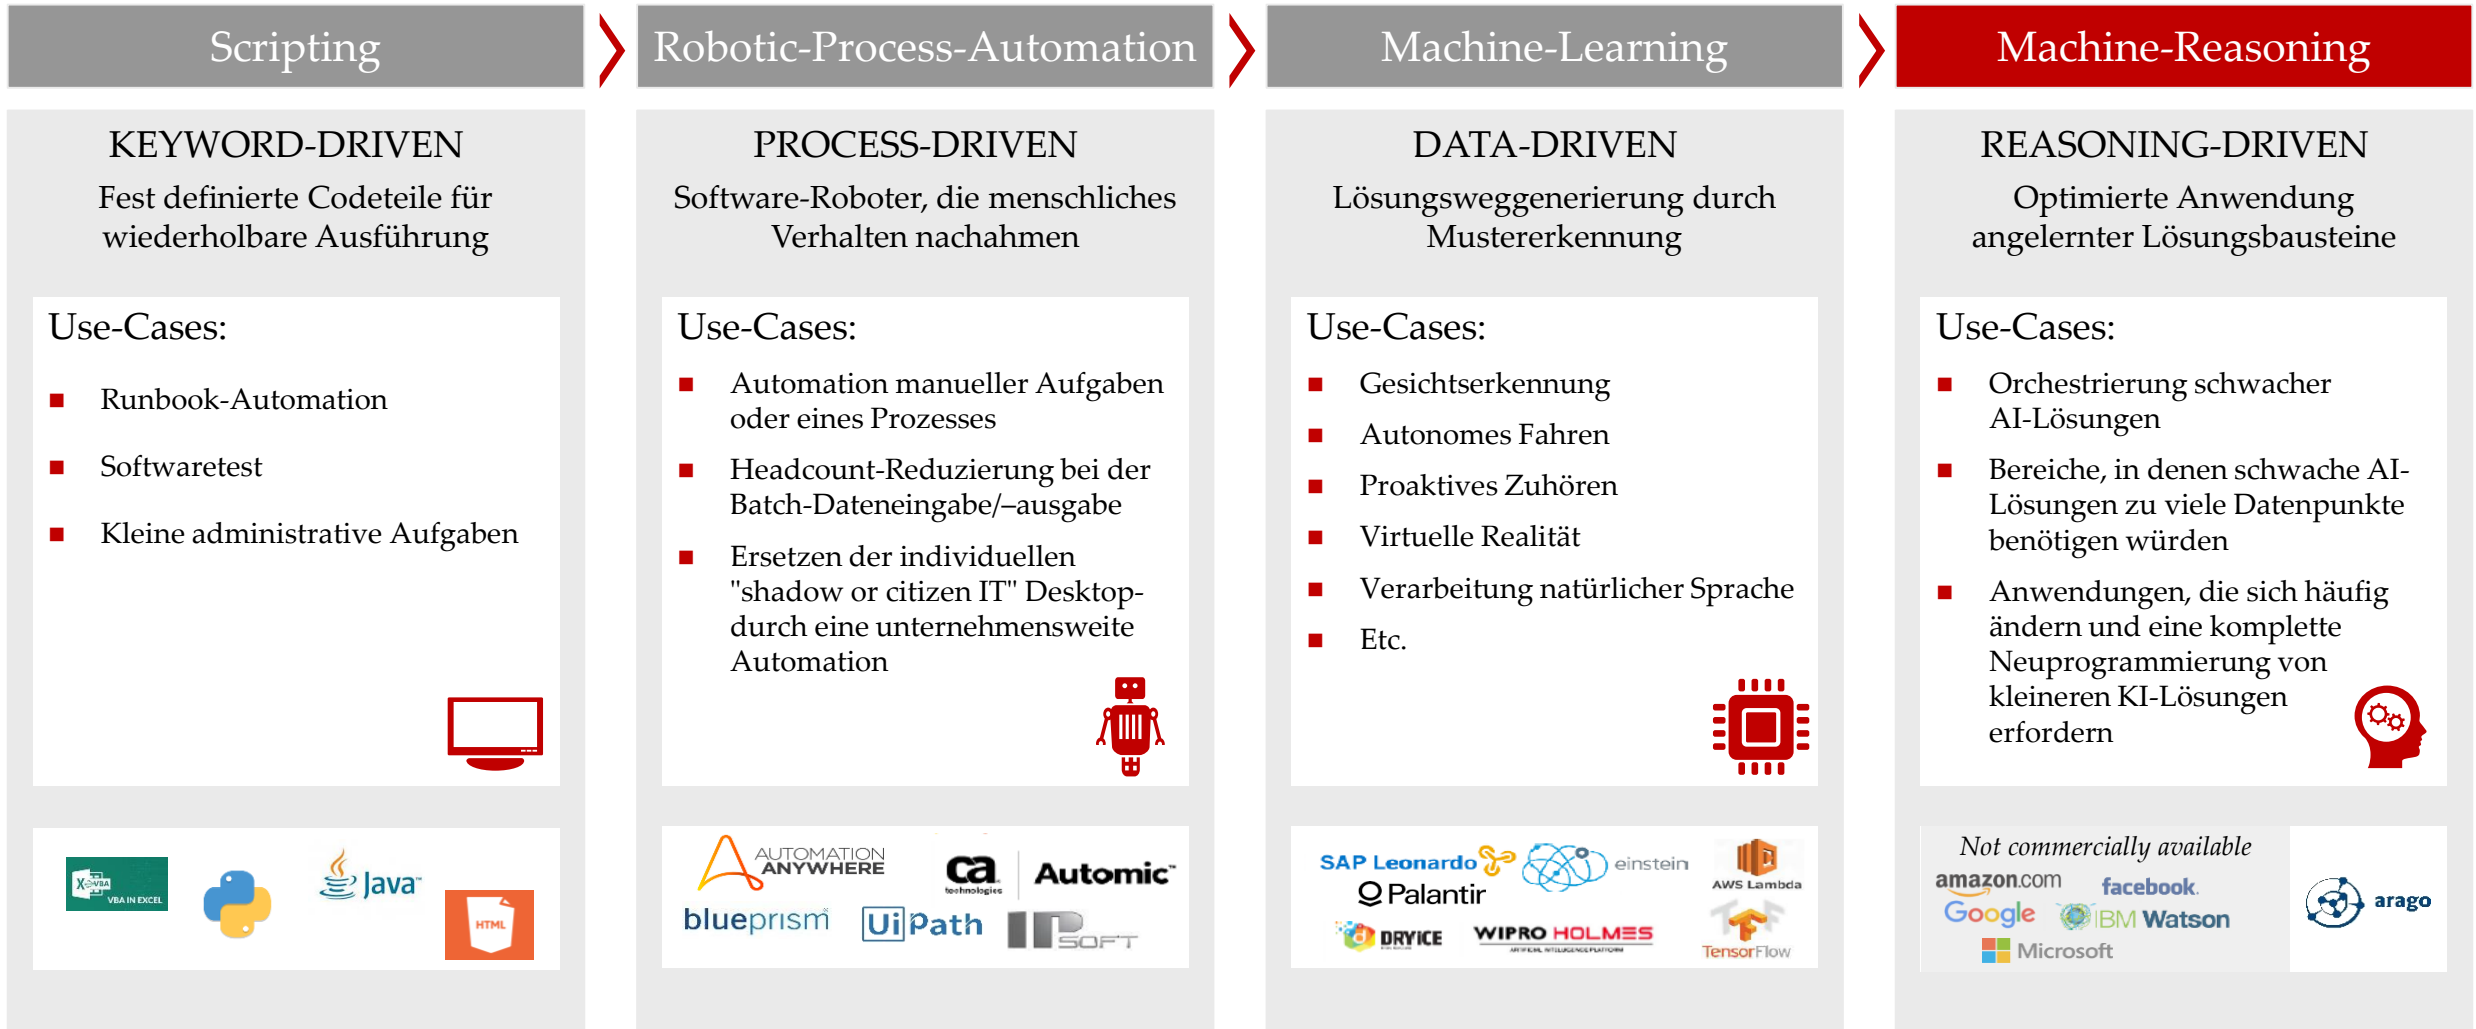 Scripting
KEYWORD-DRIVEN
Fest definierte Codeteile für
wiederholbare Ausführung
Use-Cases:
Runbook-Automation
Softwaretest
Kleine administrative Aufgaben
VBA IN EXCEL
Java
HTML
Robotic-Process-Automation
PROCESS-DRIVEN
Software-Roboter, die menschliches
Verhalten nachahmen
Use-Cases:
Automation manueller Aufgaben
oder eines Prozesses
Headcount-Reduzierung bei der
Batch-Dateneingabe/–ausgabe
Ersetzen der individuellen
"shadow or citizen IT" Desktop-
durch eine unternehmensweite
Automation
AUTOMATION
ANYWHERE
ca
technologies
Automic™
blueprism
UiPath
IPSOFT
Machine-Learning
DATA-DRIVEN
Lösungsweggenerierung durch
Mustererkennung
Use-Cases:
Gesichtserkennung
Autonomes Fahren
Proaktives Zuhören
Virtuelle Realität
Verarbeitung natürlicher Sprache
Etc.
SAP Leonardo
einstein
AWS Lambda
Palantir
DRYiCE
WIPRO HOLMES
ARTIFICIAL INTELLIGENCE PLATFORM
TensorFlow
Machine-Reasoning
REASONING-DRIVEN
Optimierte Anwendung
angelernter Lösungsbausteine
Use-Cases:
Orchestrierung schwacher
AI-Lösungen
Bereiche, in denen schwache AI-
Lösungen zu viele Datenpunkte
benötigen würden
Anwendungen, die sich häufig
ändern und eine komplette
Neuprogrammierung von
kleineren KI-Lösungen
erfordern
Not commercially available
amazon.com
facebook.
Google
IBM Watson
Microsoft
arago